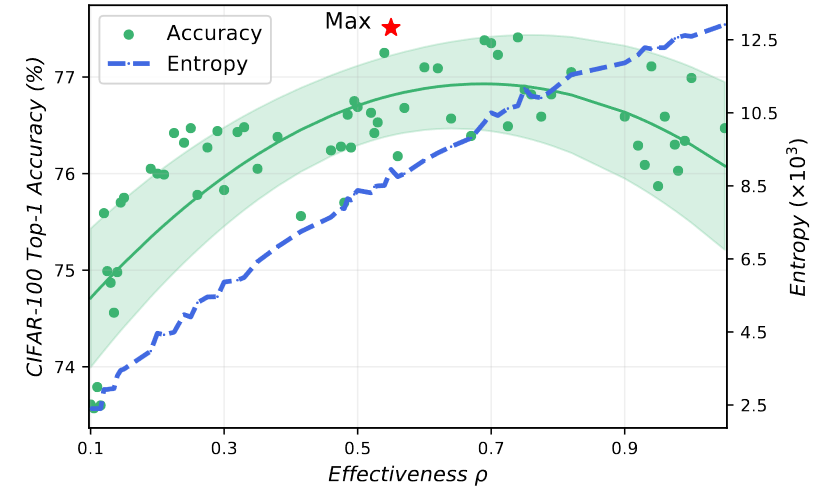 Max
Accuracy
Entropy
CIFAR-100 Top-1 Accuracy (%)
77
76
75
74
12.5
10.5
8.5
6.5
4.5
2.5
Entropy (×10³)
0.1 0.3 0.5 0.7 0.9
Effectiveness ρ